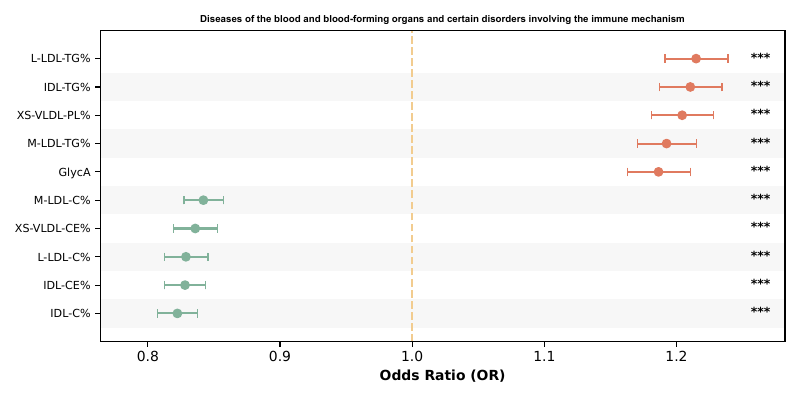 Diseases of the blood and blood-forming organs and certain disorders involving the immune mechanism
L-LDL-TG% ***
IDL-TG% ***
XS-VLDL-PL% ***
M-LDL-TG% ***
GlycA ***
M-LDL-C% ***
XS-VLDL-CE% ***
L-LDL-C% ***
IDL-CE% ***
IDL-C% ***
0.8 0.9 1.0 1.1 1.2
Odds Ratio (OR)